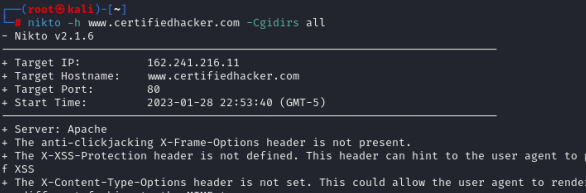 ┌──(root㉿kali)-[~]
└─# nikto -h www.certifiedhacker.com -Cgidirs all
- Nikto v2.1.6
+ Target IP: 162.241.216.11
+ Target Hostname: www.certifiedhacker.com
+ Target Port: 80
+ Start Time: 2023-01-28 22:53:40 (GMT-5)
+ Server: Apache
+ The anti-clickjacking X-Frame-Options header is not present.
+ The X-XSS-Protection header is not defined. This header can hint to the user agent to
f XSS
+ The X-Content-Type-Options header is not set. This could allow the user agent to